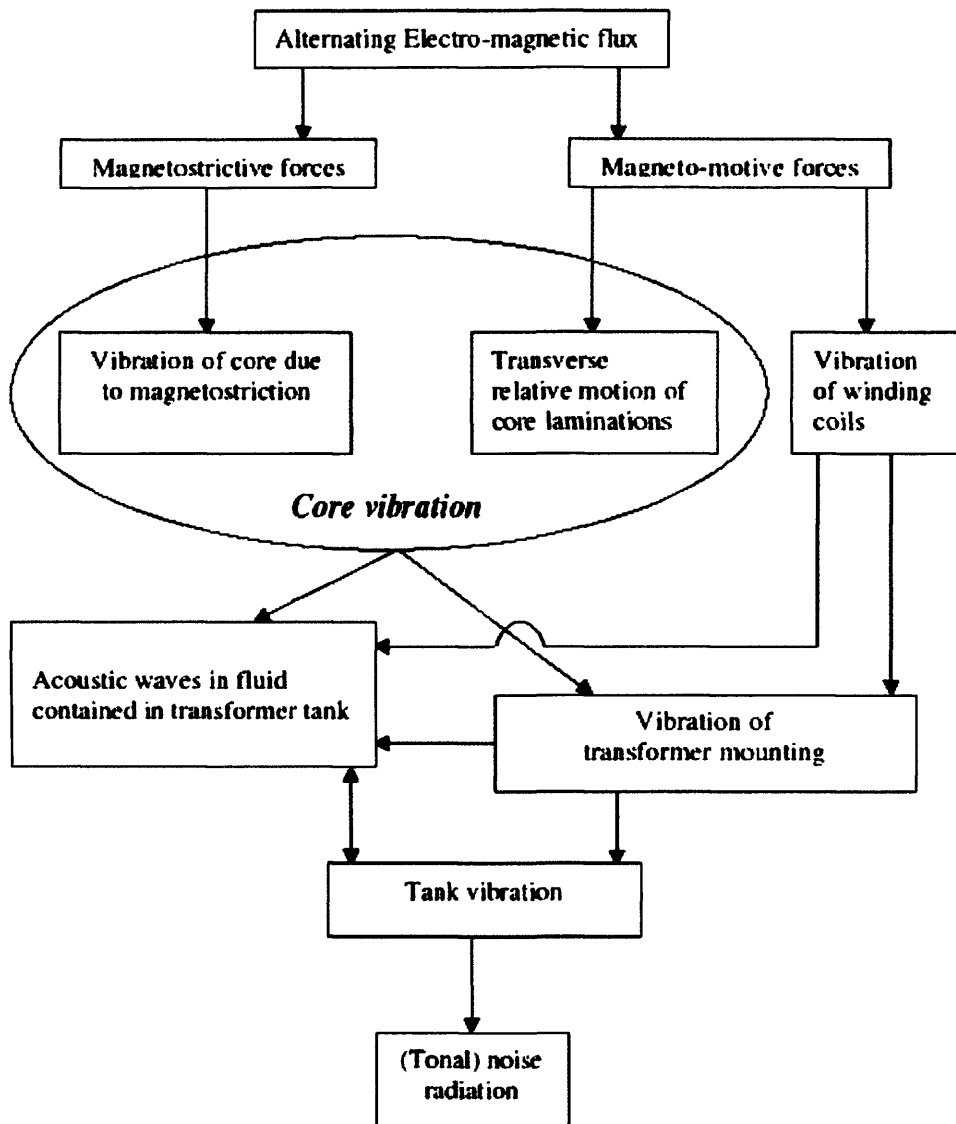 Alternating Electro-magnetic flux
Magnetostrictive forces
Magneto-motive forces
Vibration of core due
to magnetostriction
Transverse
relative motion of
core laminations
Vibration
of winding
coils
Core vibration
Acoustic waves in fluid
contained in transformer tank
Vibration of
transformer mounting
Tank vibration
(Tonal) noise
radiation